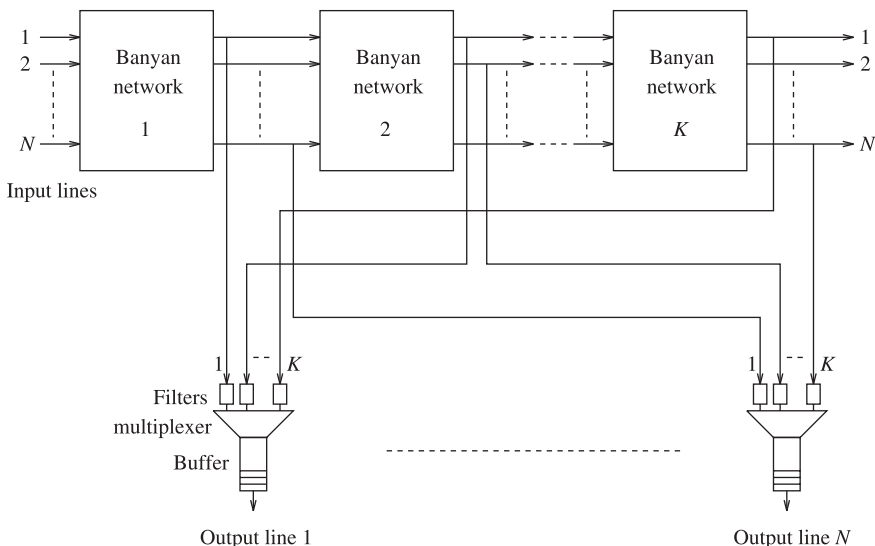 1
2
N
Input lines
Banyan
network
1
Banyan
network
2
Banyan
network
K
1
2
N
1
K
Filters
multiplexer
Buffer
Output line 1
1
K
Output line N